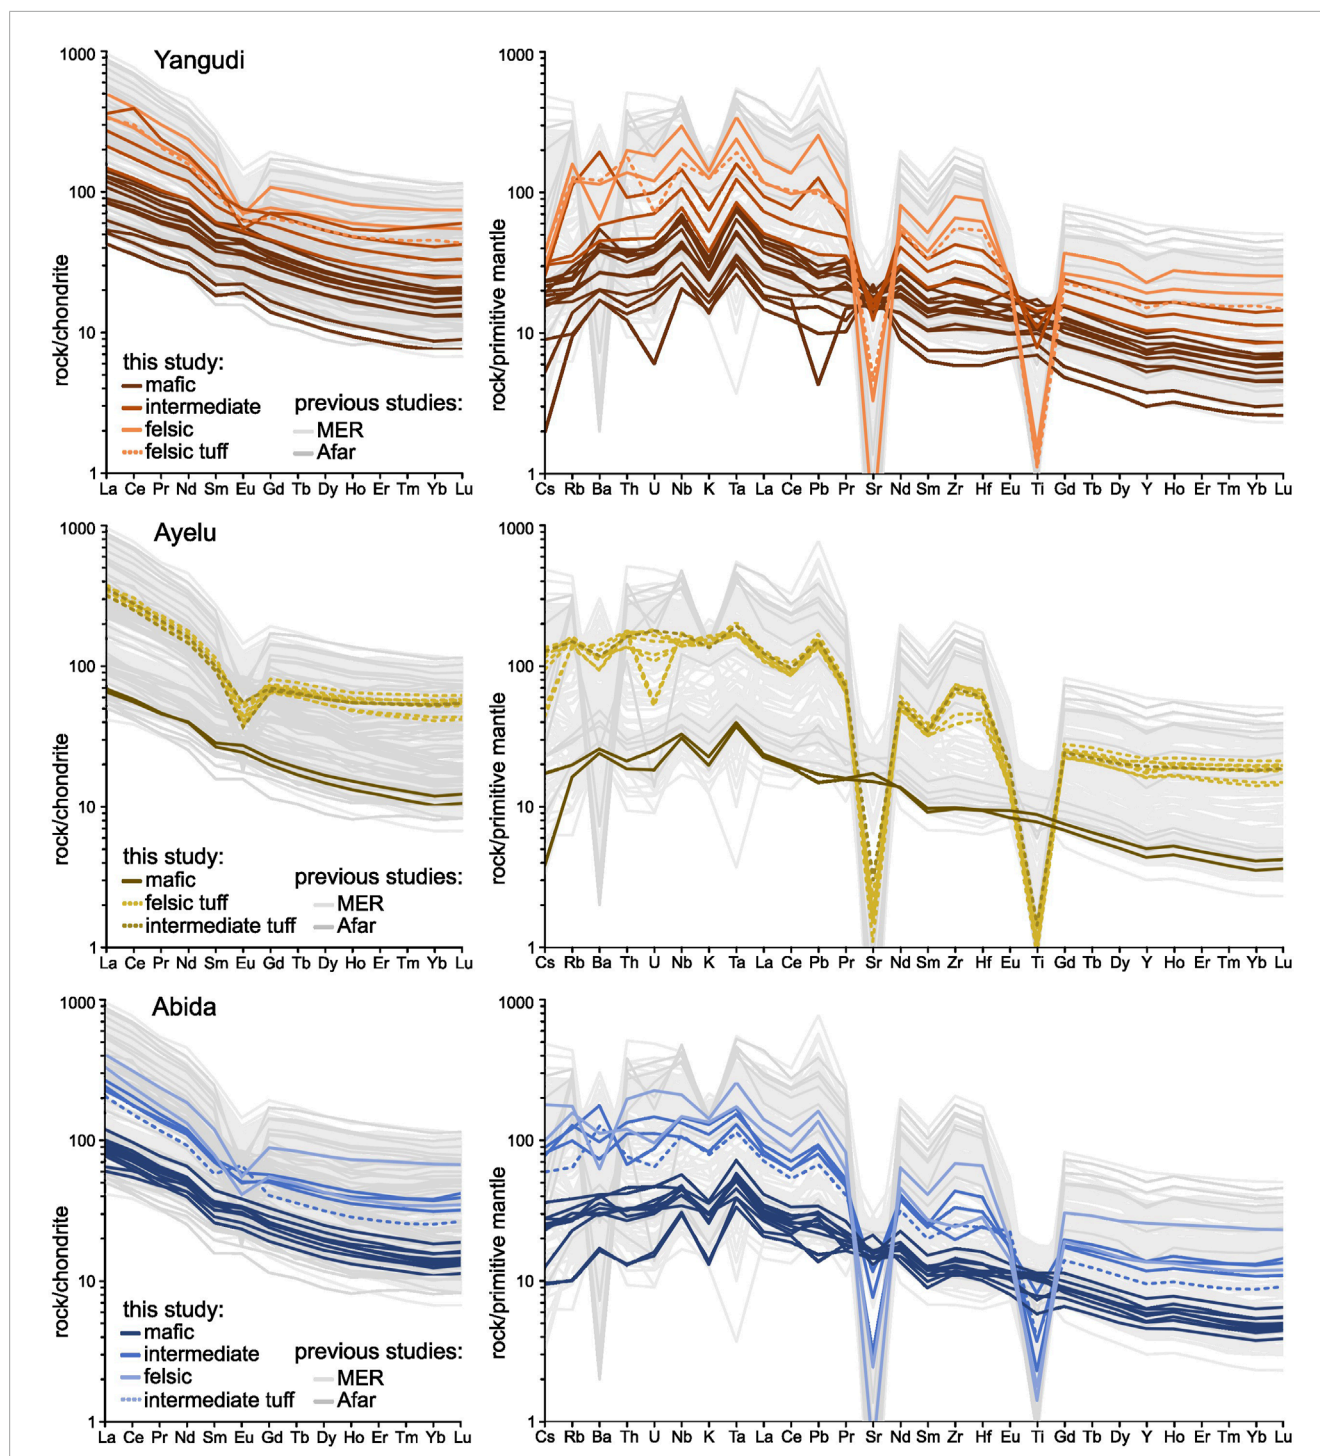 Yangudi
1000
100
10
1
rock/chondrite
this study:
mafic
intermediate
felsic
felsic tuff
previous studies:
MER
Afar
La Ce Pr Nd Sm Eu Gd Tb Dy Ho Er Tm Yb Lu
1000
100
10
1
rock/primitive mantle
Cs Rb Ba Th U Nb K Ta La Ce Pb Pr Sr Nd Sm Zr Hf Eu Ti Gd Tb Dy Y Ho Er Tm Yb Lu
Ayelu
1000
100
10
1
rock/chondrite
this study:
mafic
felsic tuff
intermediate tuff
previous studies:
MER
Afar
La Ce Pr Nd Sm Eu Gd Tb Dy Ho Er Tm Yb Lu
1000
100
10
1
rock/primitive mantle
Cs Rb Ba Th U Nb K Ta La Ce Pb Pr Sr Nd Sm Zr Hf Eu Ti Gd Tb Dy Y Ho Er Tm Yb Lu
Abida
1000
100
10
1
rock/chondrite
this study:
mafic
intermediate
felsic
intermediate tuff
previous studies:
MER
Afar
La Ce Pr Nd Sm Eu Gd Tb Dy Ho Er Tm Yb Lu
1000
100
10
1
rock/primitive mantle
Cs Rb Ba Th U Nb K Ta La Ce Pb Pr Sr Nd Sm Zr Hf Eu Ti Gd Tb Dy Y Ho Er Tm Yb Lu